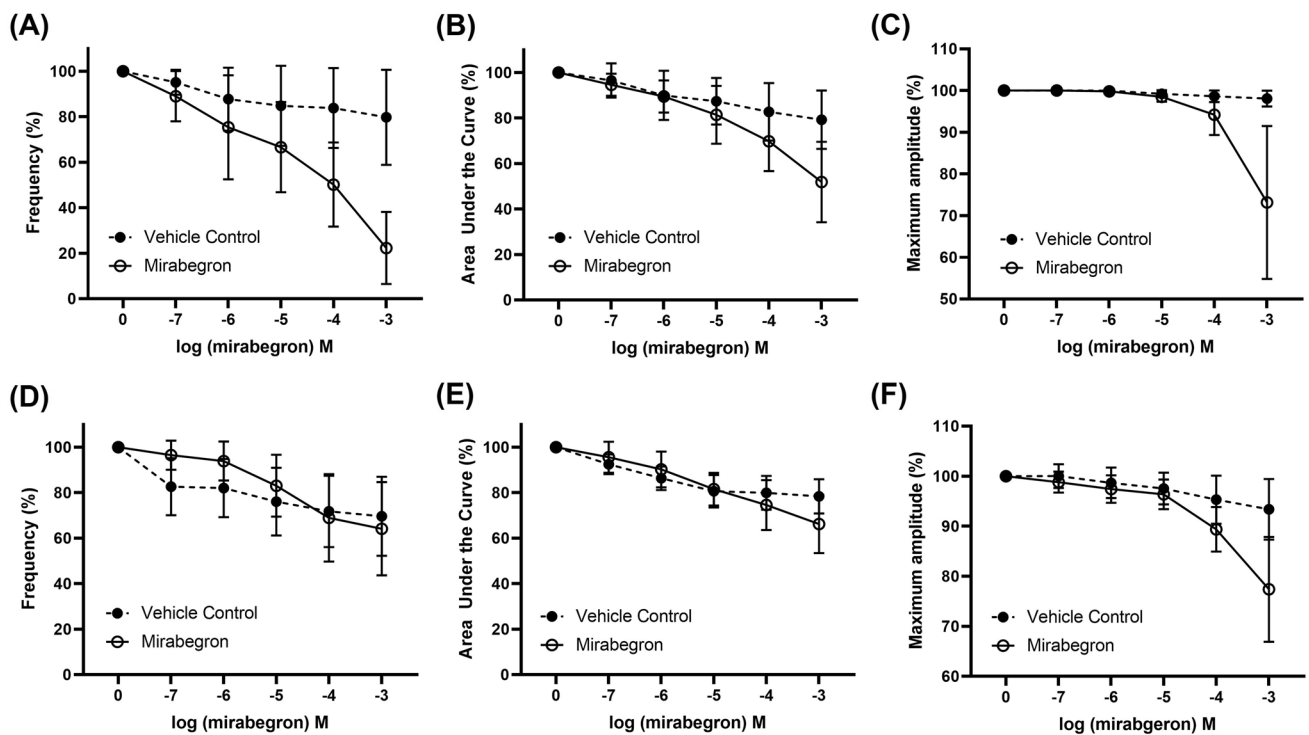 (A)
Frequency (%)
100
80
60
40
20
0
Vehicle Control
Mirabegron
0 -7 -6 -5 -4 -3
log (mirabegron) M
(B)
Area Under the Curve (%)
100
80
60
40
20
0
Vehicle Control
Mirabegron
0 -7 -6 -5 -4 -3
log (mirabegron) M
(C)
Maximum amplitude (%)
110
100
90
80
70
60
50
Vehicle Control
Mirabegron
0 -7 -6 -5 -4 -3
log (mirabegron) M
(D)
Frequency (%)
100
80
60
40
20
0
Vehicle Control
Mirabegron
0 -7 -6 -5 -4 -3
log (mirabegron) M
(E)
Area Under the Curve (%)
100
80
60
40
20
0
Vehicle Control
Mirabegron
0 -7 -6 -5 -4 -3
log (mirabegron) M
(F)
Maximum amplitude (%)
110
100
90
80
70
60
Vehicle Control
Mirabegron
0 -7 -6 -5 -4 -3
log (mirabgeron) M